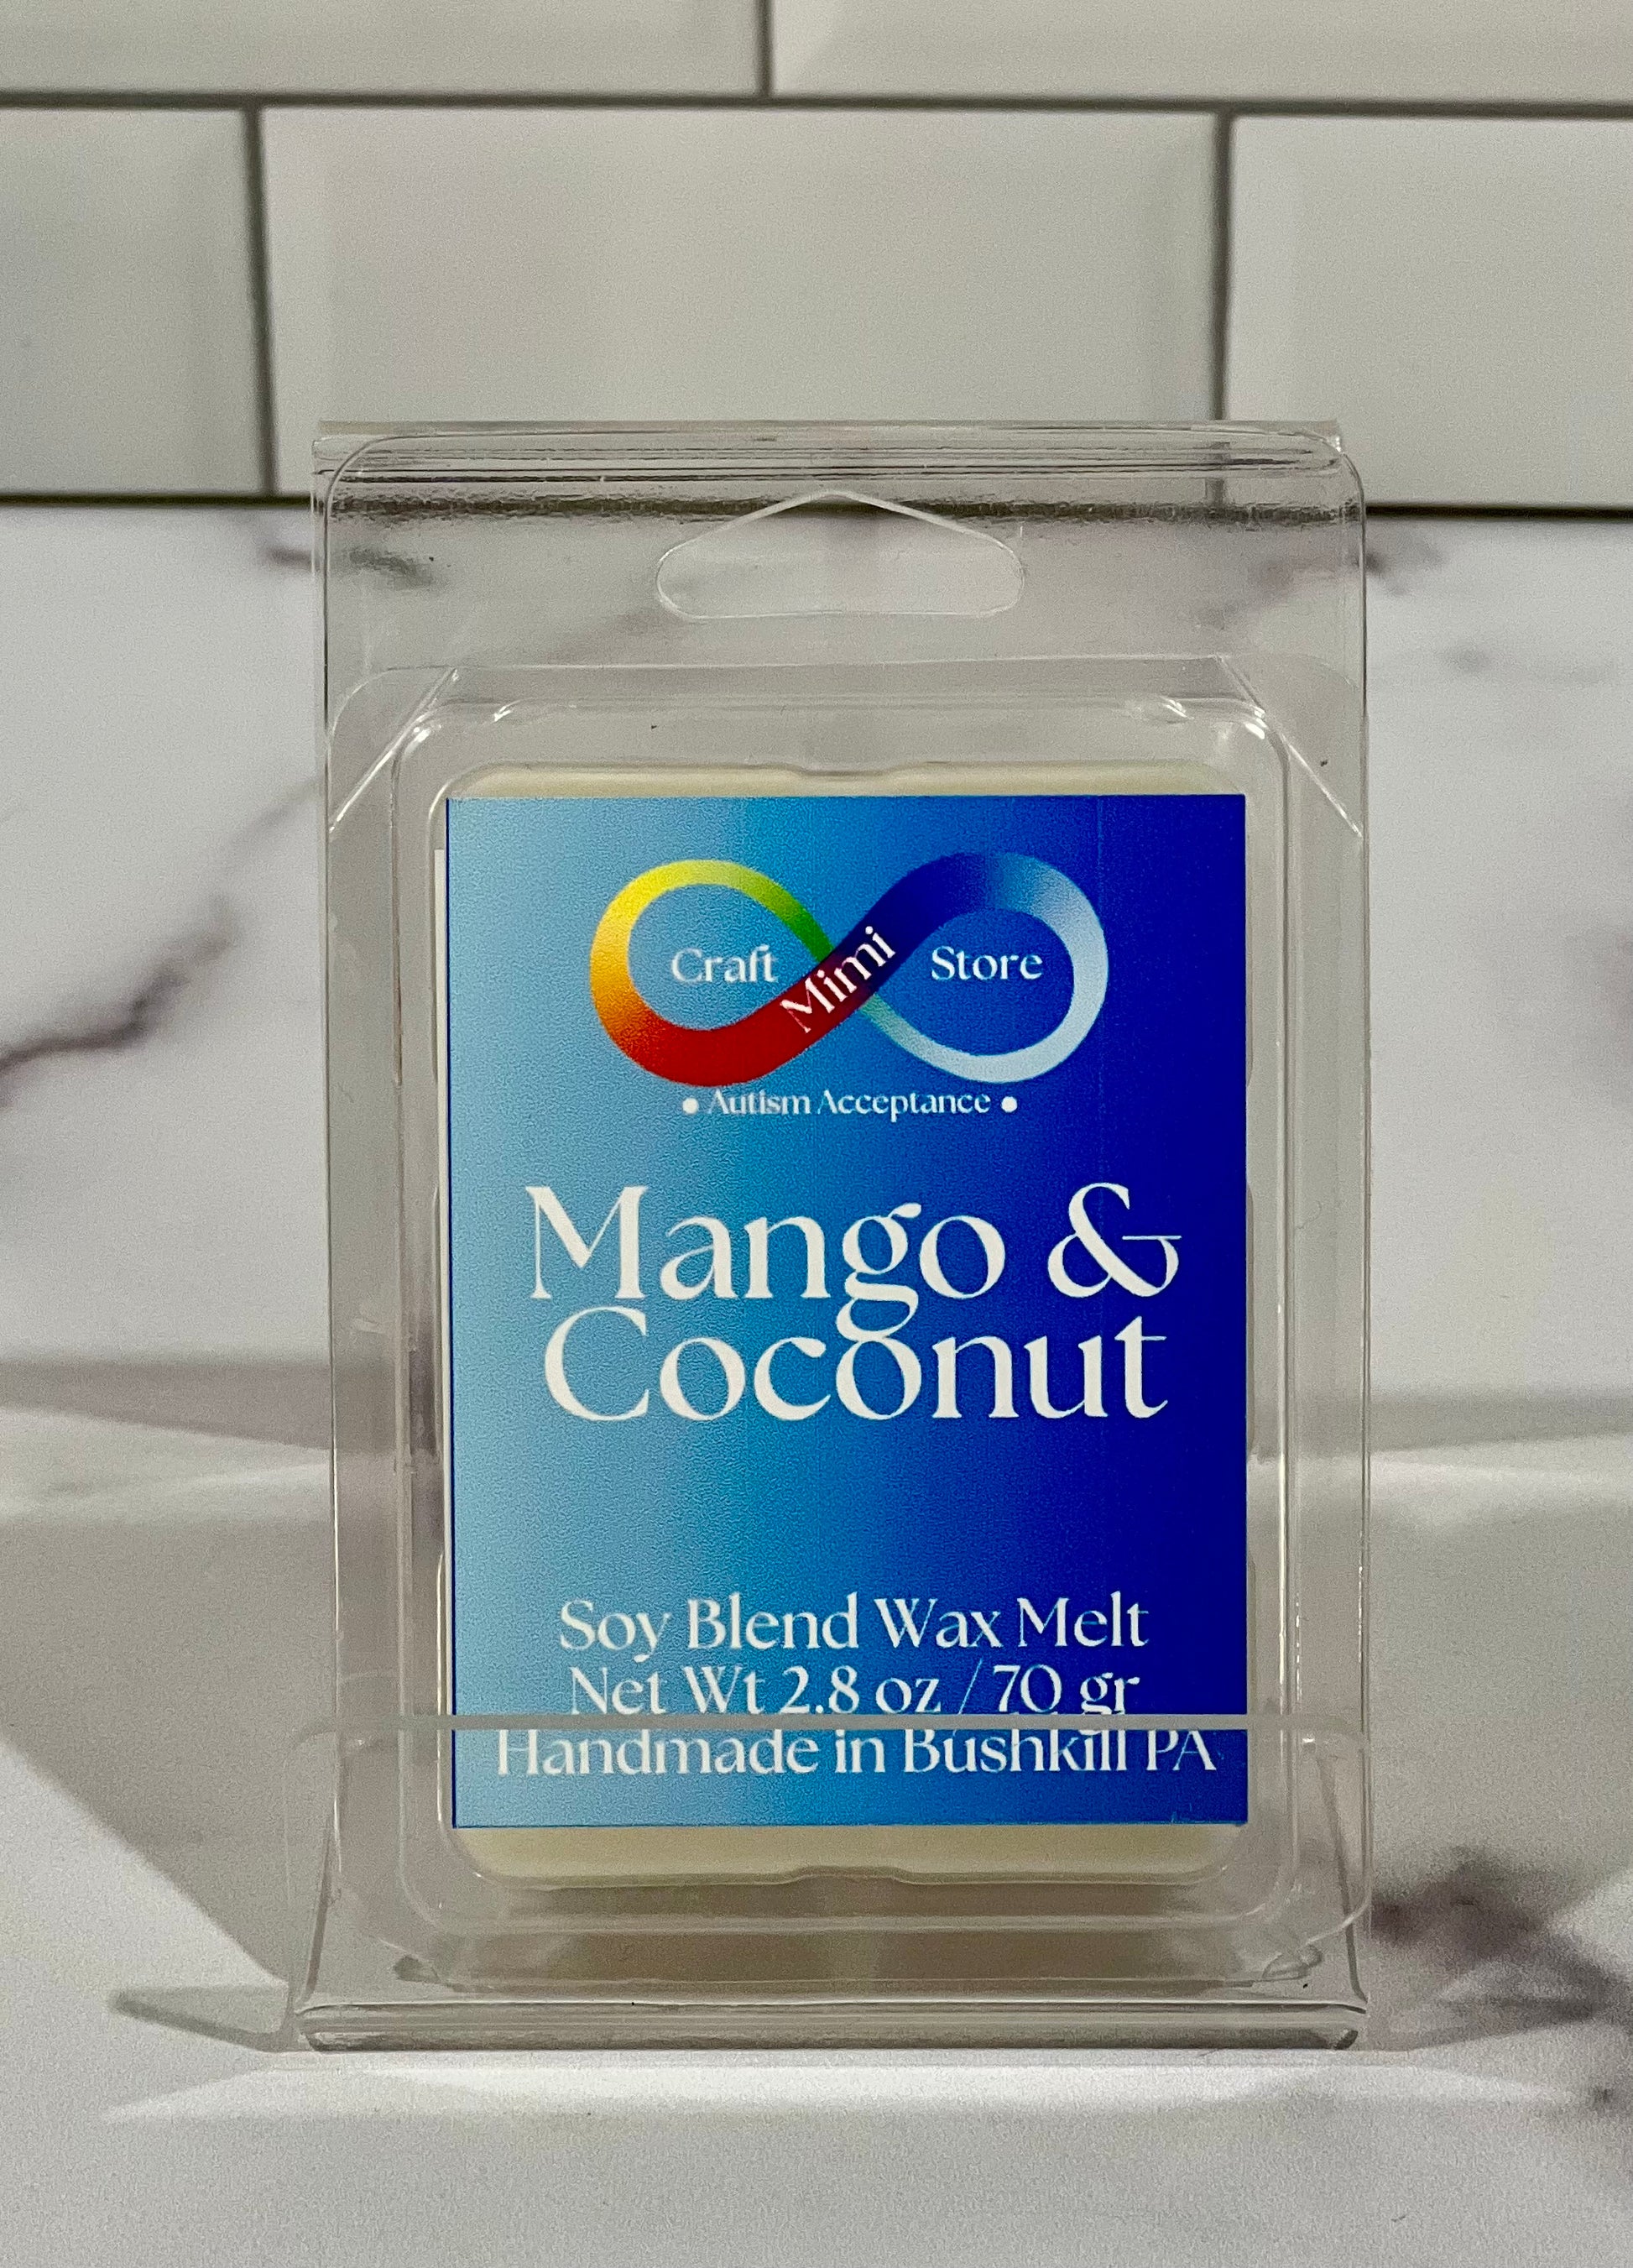 Craft Mimi Store
• Autism Acceptance •
Mango &
Coconut
Soy Blend Wax Melt
Net Wt 2.8 oz / 70 gr
Handmade in Bushkill PA